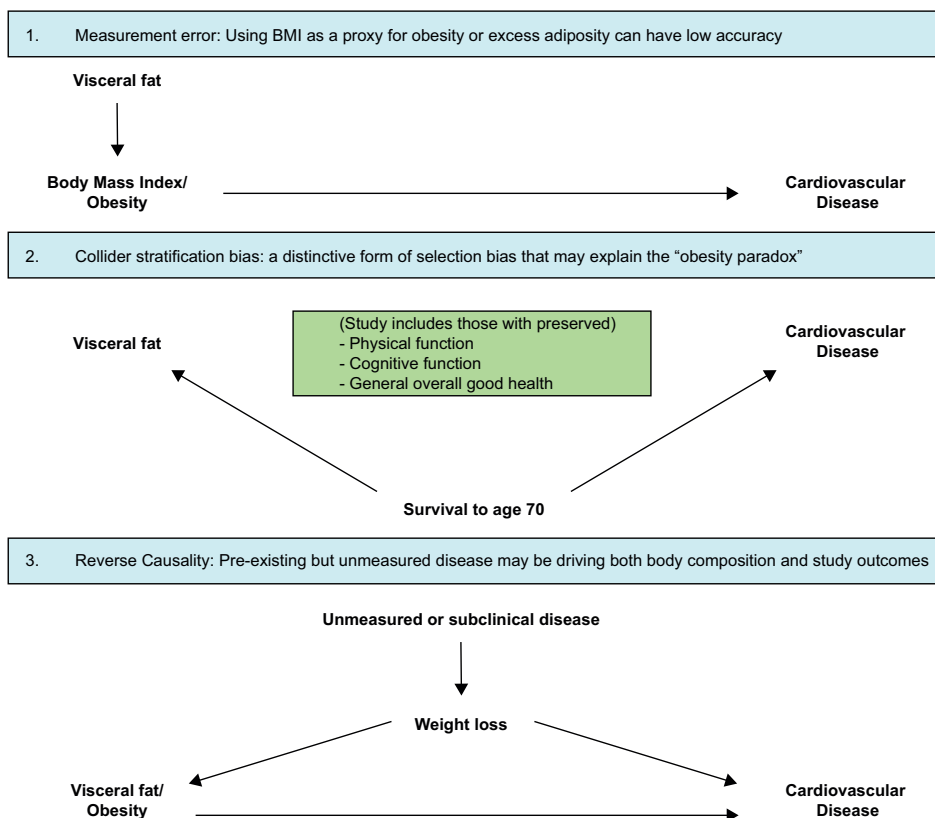 1. Measurement error: Using BMI as a proxy for obesity or excess adiposity can have low accuracy
Visceral fat
Body Mass Index/
Obesity
Cardiovascular
Disease
2. Collider stratification bias: a distinctive form of selection bias that may explain the “obesity paradox”
Visceral fat
(Study includes those with preserved)
- Physical function
- Cognitive function
- General overall good health
Cardiovascular
Disease
Survival to age 70
3. Reverse Causality: Pre-existing but unmeasured disease may be driving both body composition and study outcomes
Unmeasured or subclinical disease
Weight loss
Visceral fat/
Obesity
Cardiovascular
Disease